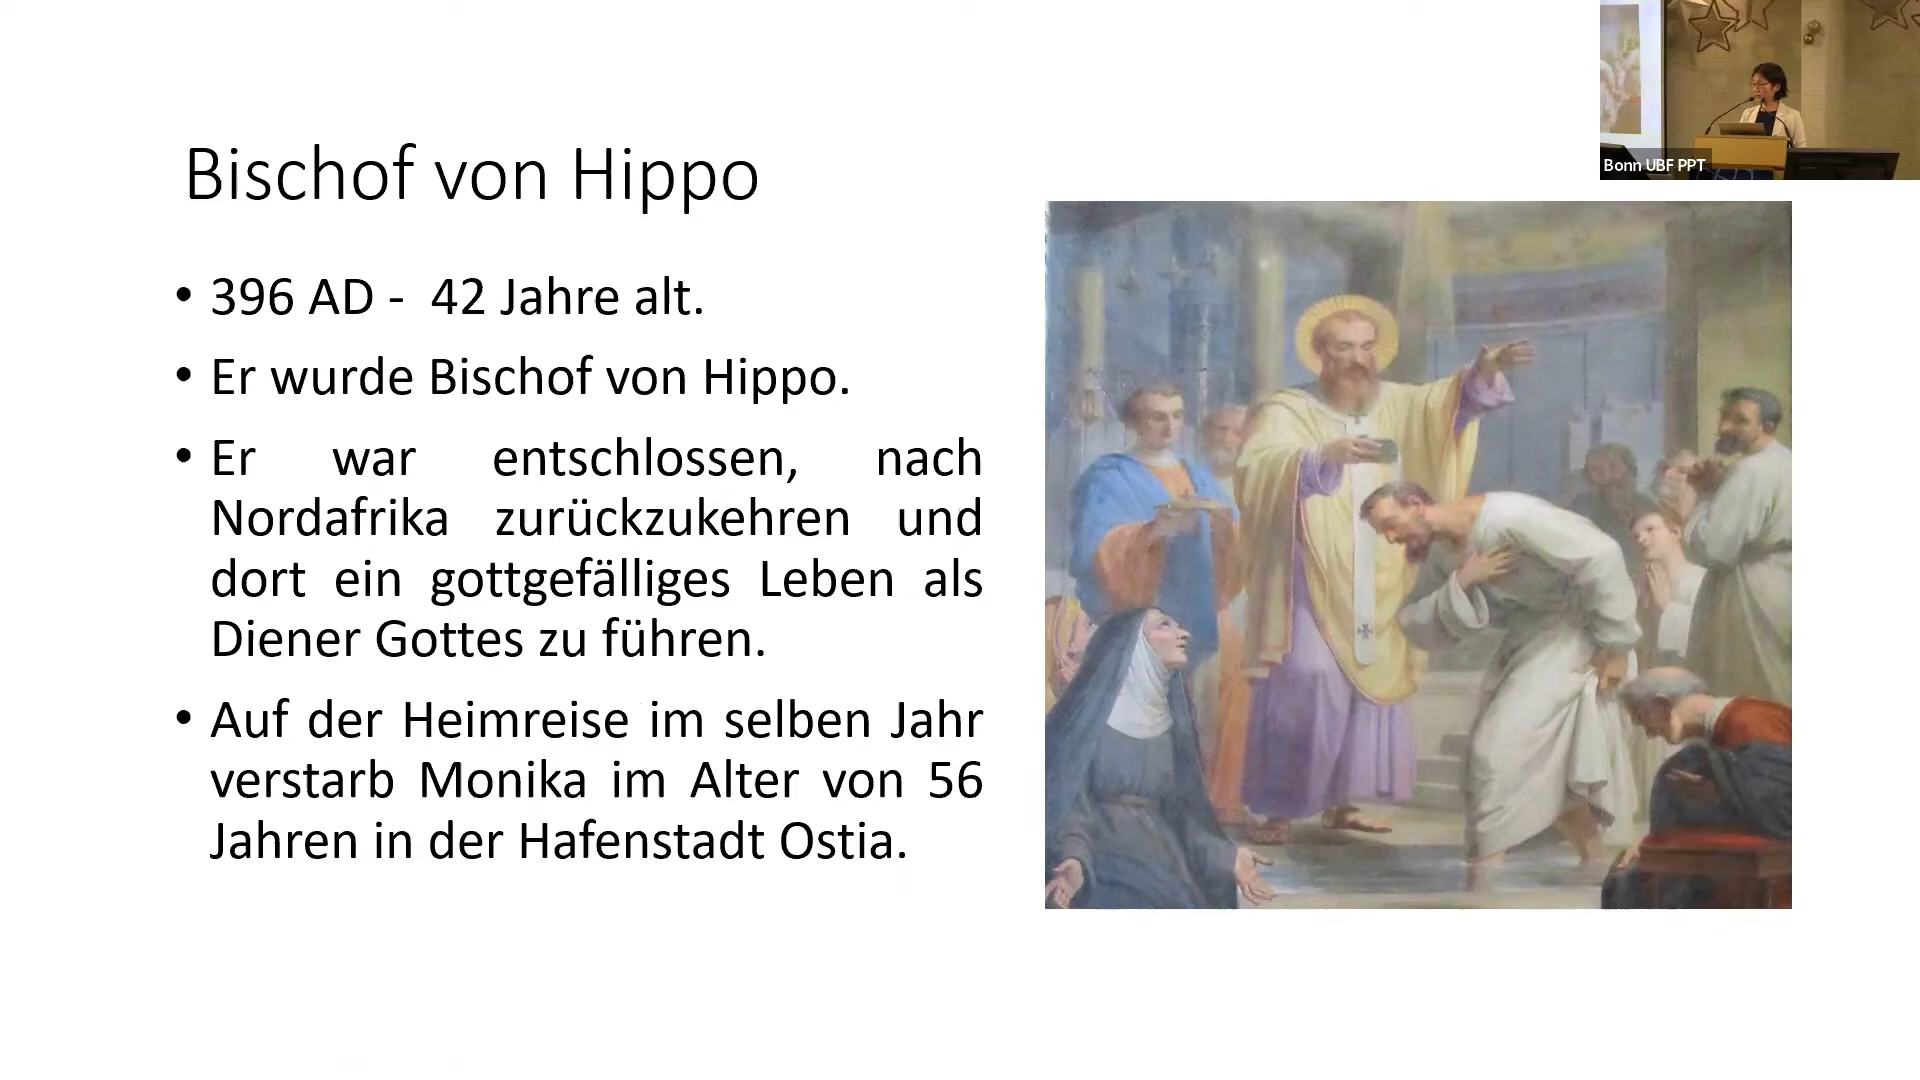 Bonn UBF PPT
Bischof von Hippo
• 396 AD - 42 Jahre alt.
• Er wurde Bischof von Hippo.
• Er war entschlossen, nach
Nordafrika zurückzukehren und
dort ein gottgefälliges Leben als
Diener Gottes zu führen.
• Auf der Heimreise im selben Jahr
verstarb Monika im Alter von 56
Jahren in der Hafenstadt Ostia.